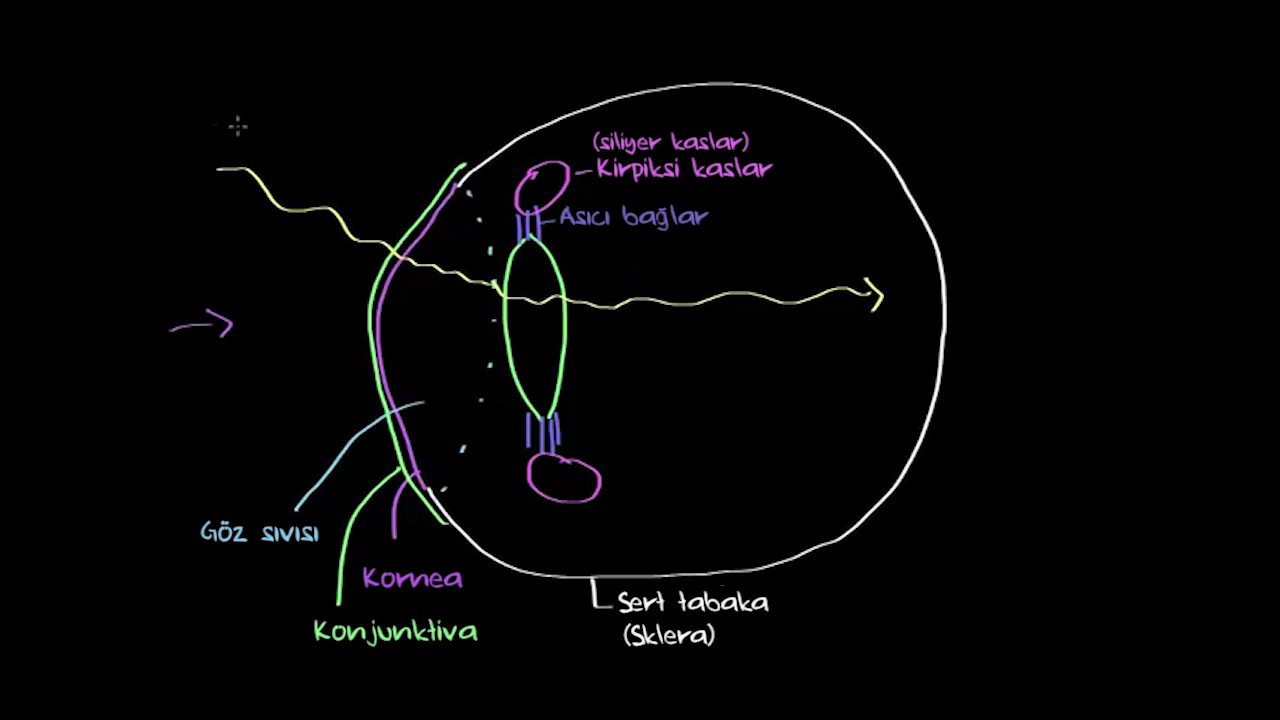 (siliyer kaslar)
Kirpiksi kaslar
Asıcı bağlar
Göz sıvısı
Kornea
Konjunktiva
Sert tabaka
(Sklera)